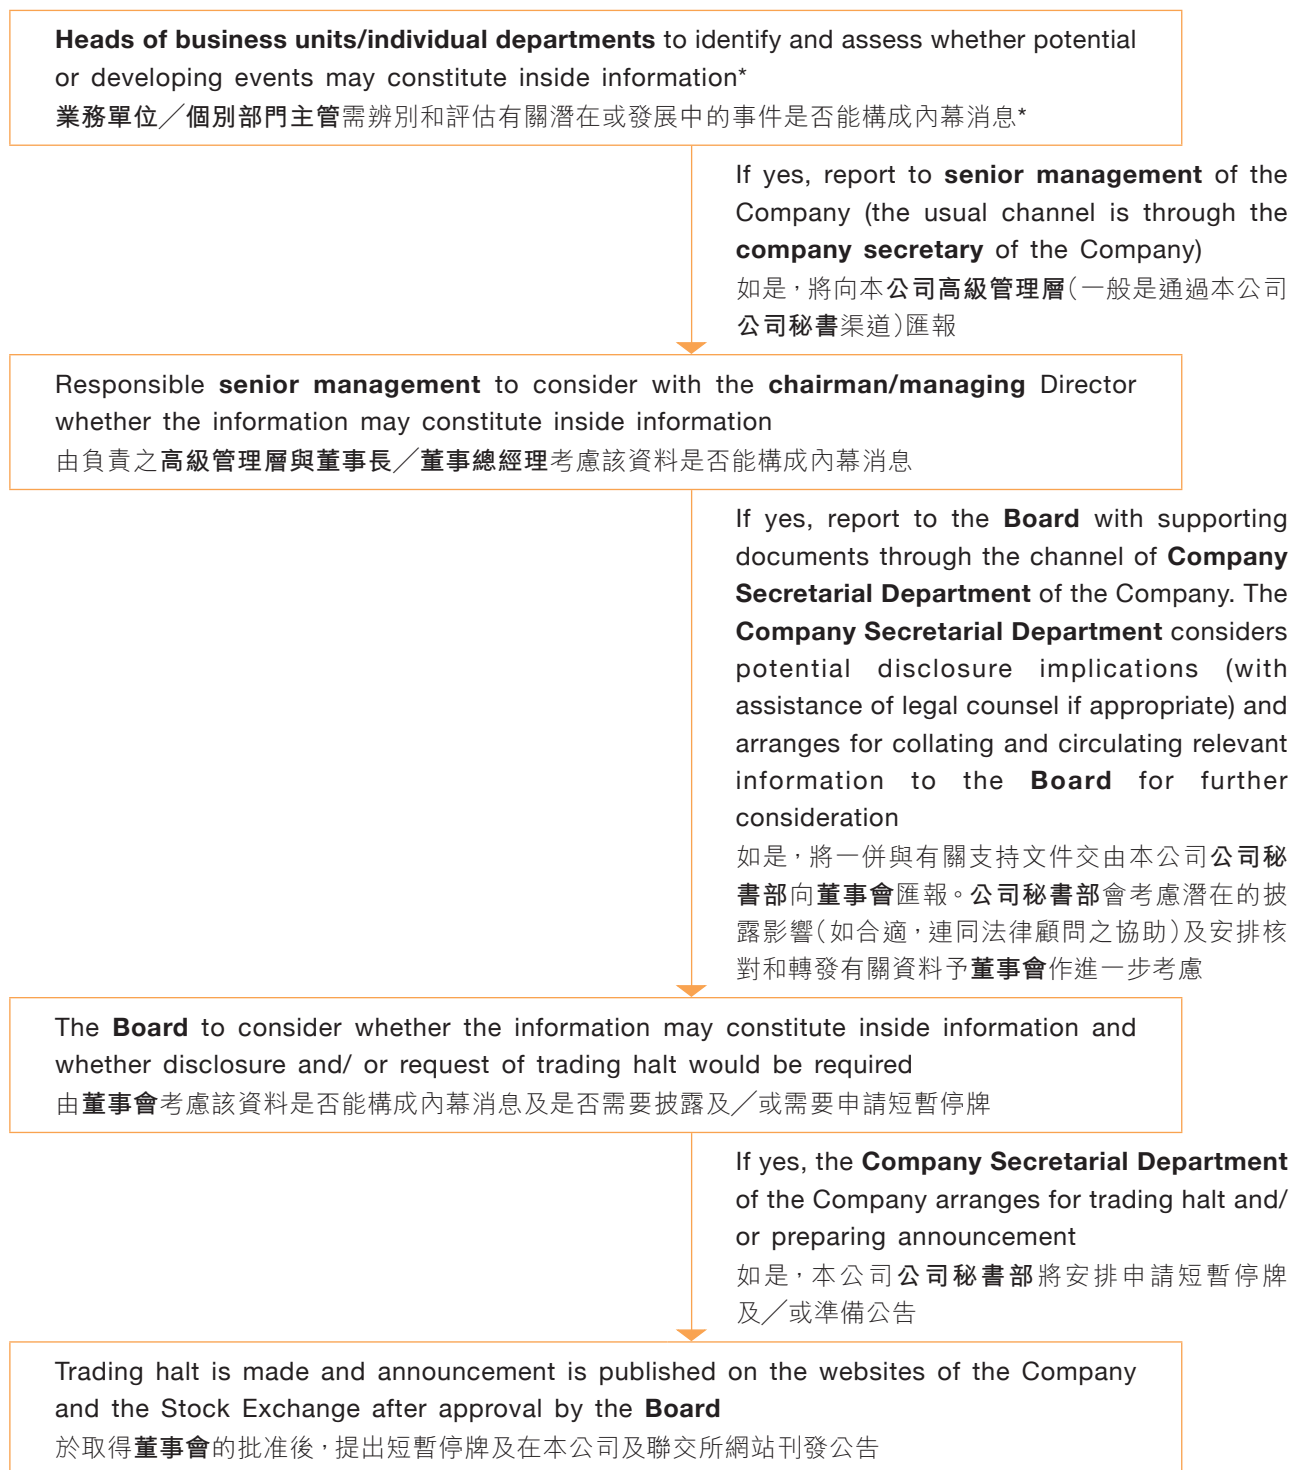 Heads of business units/individual departments to identify and assess whether potential
or developing events may constitute inside information*
業務單位／個別部門主管需辨別和評估有關潛在或發展中的事件是否能構成內幕消息*
If yes, report to senior management of the
Company (the usual channel is through the
company secretary of the Company)
如是，將向本公司高級管理層（一般是通過本公司
公司秘書渠道）匯報
Responsible senior management to consider with the chairman/managing Director
whether the information may constitute inside information
由負責之高級管理層與董事長／董事總經理考慮該資料是否能構成內幕消息
If yes, report to the Board with supporting
documents through the channel of Company
Secretarial Department of the Company. The
Company Secretarial Department considers
potential disclosure implications (with
assistance of legal counsel if appropriate) and
arranges for collating and circulating relevant
information to the Board for further
consideration
如是，將一併與有關支持文件交由本公司公司秘
書部向董事會匯報。公司秘書部會考慮潛在的披
露影響（如合適，連同法律顧問之協助）及安排核
對和轉發有關資料予董事會作進一步考慮
The Board to consider whether the information may constitute inside information and
whether disclosure and/ or request of trading halt would be required
由董事會考慮該資料是否能構成內幕消息及是否需要披露及／或需要申請短暫停牌
If yes, the Company Secretarial Department
of the Company arranges for trading halt and/
or preparing announcement
如是，本公司公司秘書部將安排申請短暫停牌
及／或準備公告
Trading halt is made and announcement is published on the websites of the Company
and the Stock Exchange after approval by the Board
於取得董事會的批准後，提出短暫停牌及在本公司及聯交所網站刊發公告